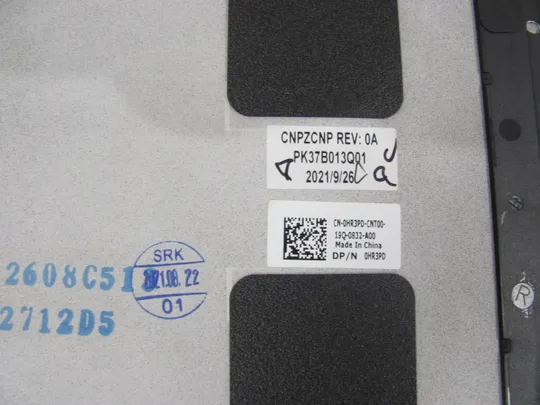 CNPZCNP REV: 0A
PK37B013Q01
2021/9/26
CN-0HR3PD-CNT00-
19Q-0832-A00
Made In China
DP/N 0HR3PD
SRK
2021.08.22
01
2608C51
2712D5
R